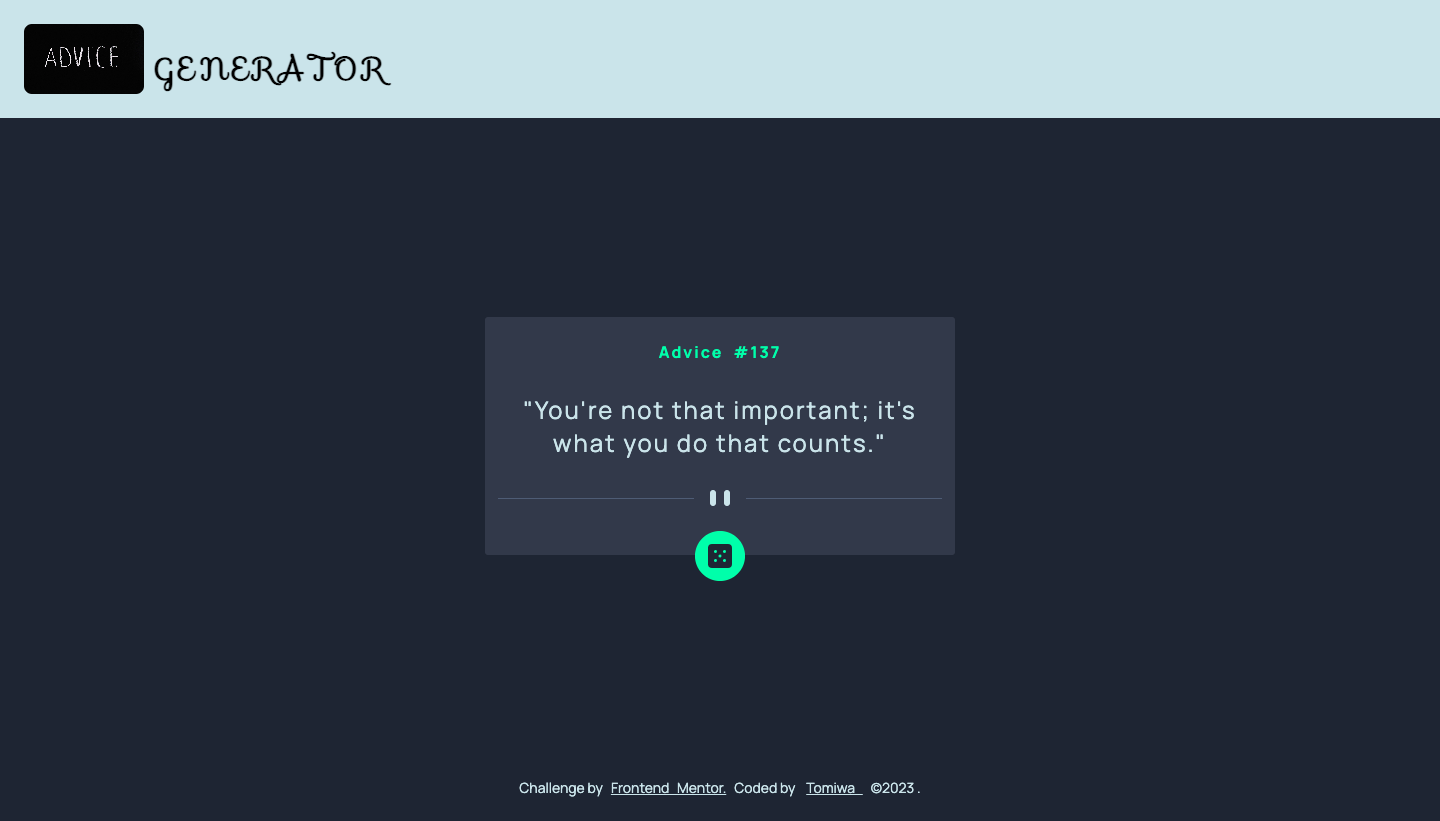 ADVICE GENERATOR
Advice #137
"You're not that important; it's
what you do that counts."
Challenge by Frontend Mentor. Coded by Tomiwa ©2023 .